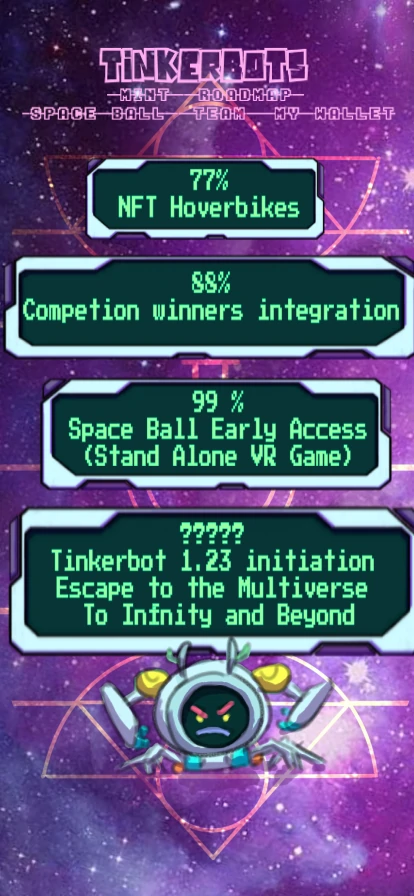 TINKERBOTS
MINT ROADMAP
SPACE BALL TEAM MY WALLET
77%
NFT Hoverbikes
88%
Competion winners integration
99 %
Space Ball Early Access
(Stand Alone VR Game)
?????
Tinkerbot 1.23 initiation
Escape to the Multiverse
To Infnity and Beyond